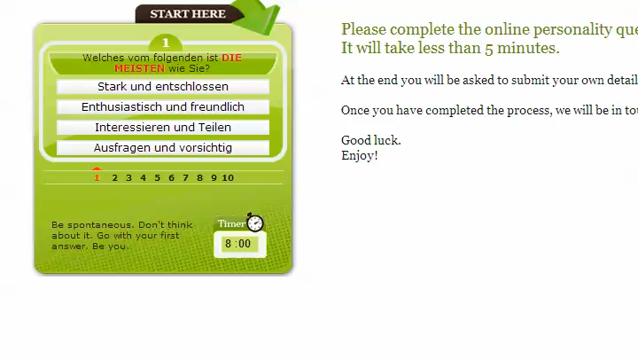 START HERE
1
Welches vom folgenden ist DIE
MEISTEN wie Sie?
Stark und entschlossen
Enthusiastisch und freundlich
Interessieren und Teilen
Ausfragen und vorsichtig
1 2 3 4 5 6 7 8 9 10
Be spontaneous. Don't think
about it. Go with your first
answer. Be you.
Timer
8:00
Please complete the online personality
It will take less than 5 minutes.
At the end you will be asked to submit your own
Once you have completed the process, we will be in
Good luck.
Enjoy!